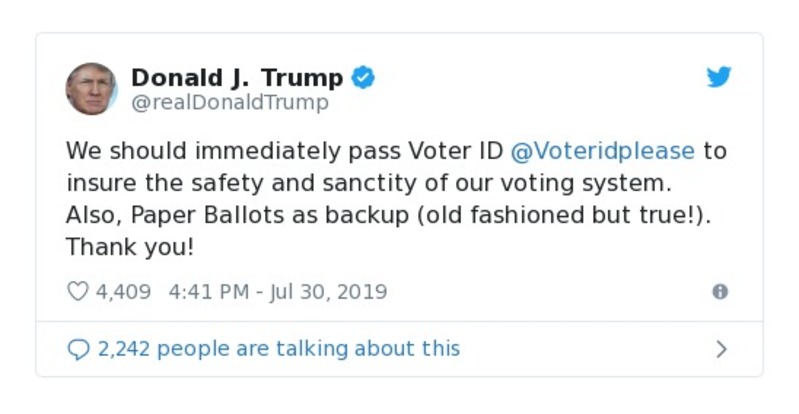 Donald J. Trump
@realDonaldTrump
We should immediately pass Voter ID @Voteridplease to
insure the safety and sanctity of our voting system.
Also, Paper Ballots as backup (old fashioned but true!).
Thank you!
4,409 4:41 PM - Jul 30, 2019
2,242 people are talking about this